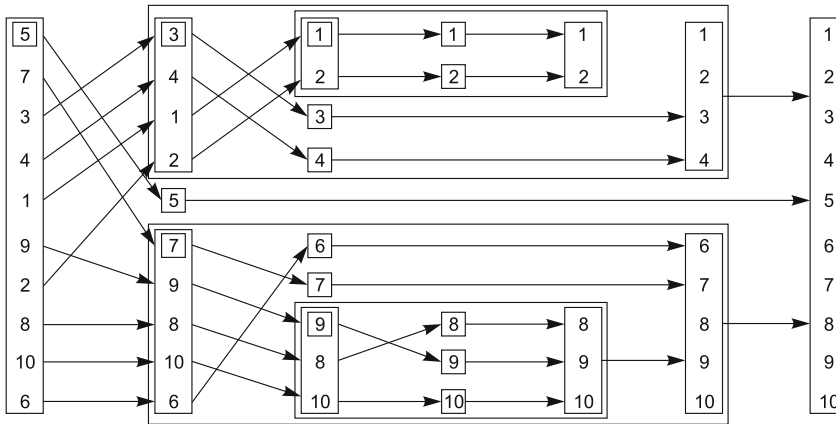 5 3 1 1 1 1 1
7 4 2 2 2 2 2
3 1 3 3 3
4 2 4 4 4
1 5 5
9 7 6 6 6
2 9 7 7 7
8 8 9 8 8 8 8
10 10 8 9 9 9 9
6 6 10 10 10 10 10